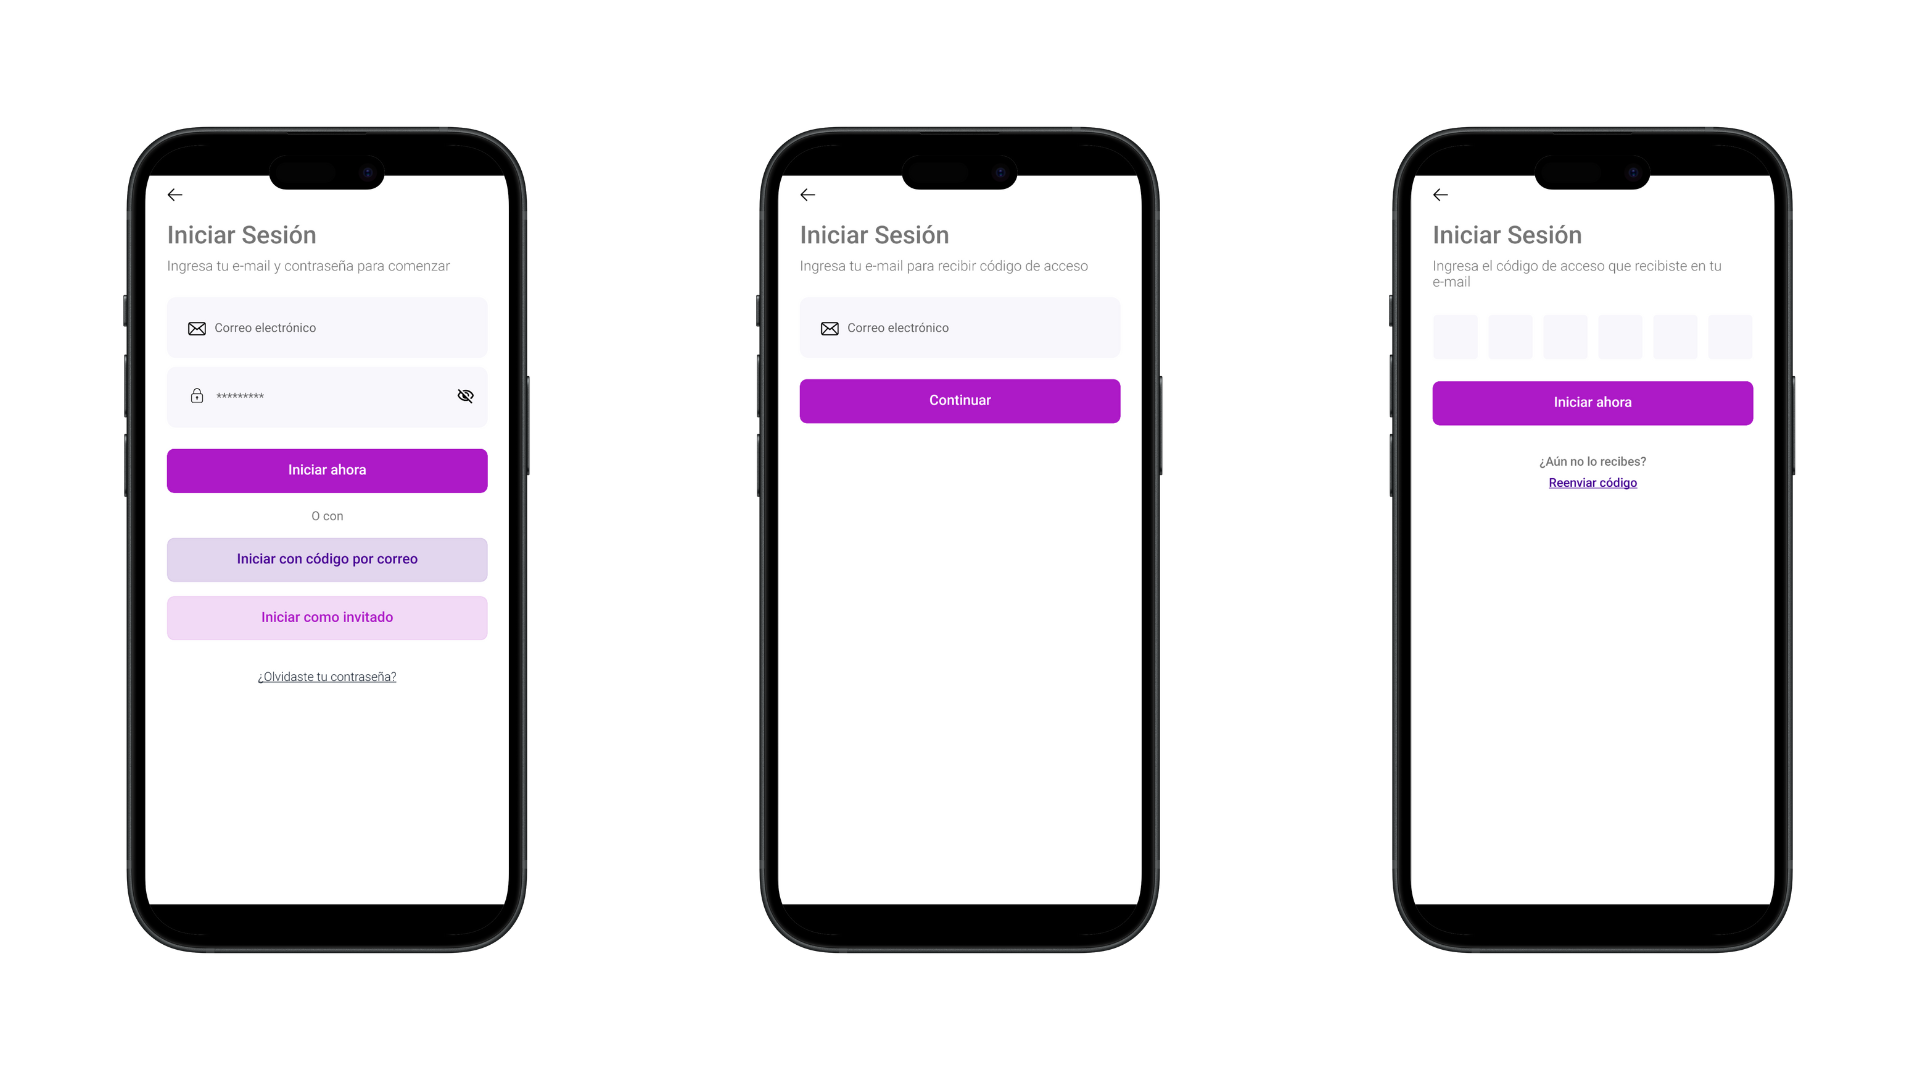 Iniciar Sesión
Ingresa tu e-mail y contraseña para comenzar
Correo electrónico
*********
Iniciar ahora
O con
Iniciar con código por correo
Iniciar como invitado
¿Olvidaste tu contraseña?
Iniciar Sesión
Ingresa tu e-mail para recibir código de acceso
Correo electrónico
Continuar
Iniciar Sesión
Ingresa el código de acceso que recibiste en tu
e-mail
Iniciar ahora
¿Aún no lo recibes?
Reenviar código